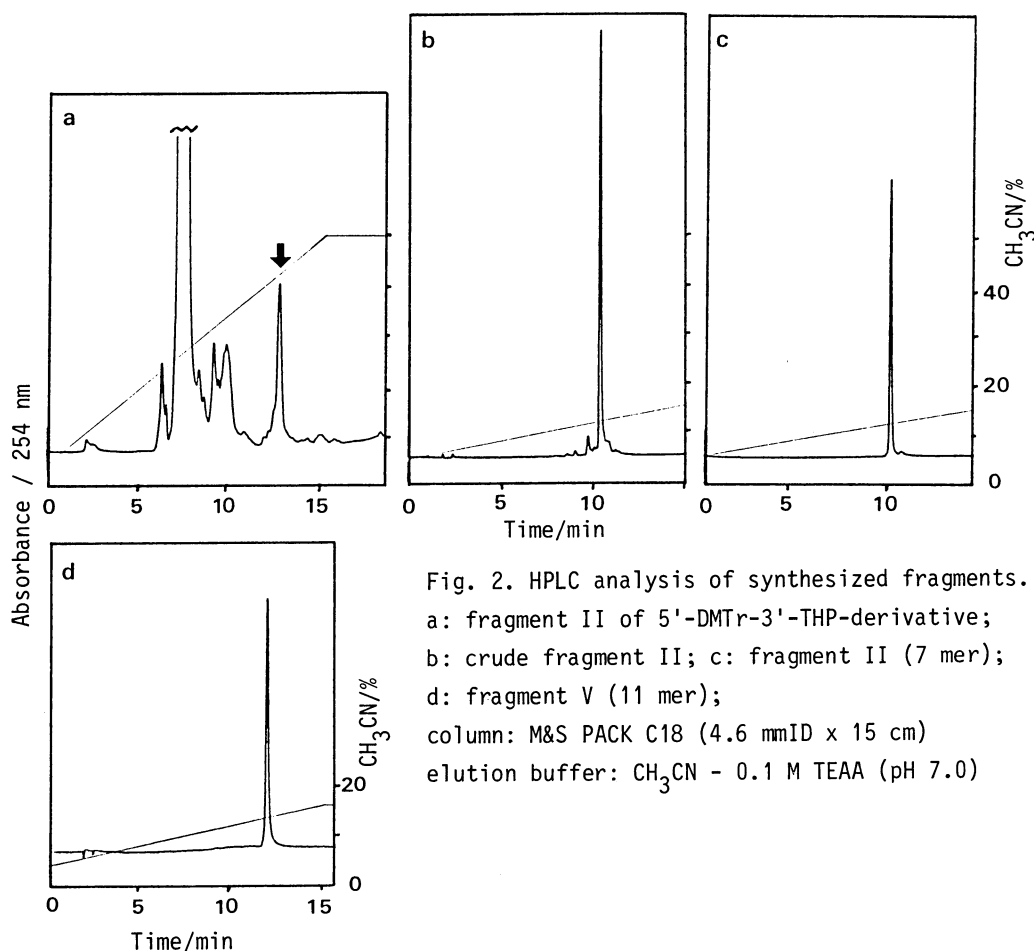 a
b
c
0
5
10
15
0
5
10
0
5
10
Time/min
CH3CN/%
40
20
0
Absorbance / 254 nm
d
CH3CN/%
20
0
0
5
10
15
Time/min
Fig. 2. HPLC analysis of synthesized fragments.
a: fragment II of 5'-DMTr-3'-THP-derivative;
b: crude fragment II; c: fragment II (7 mer);
d: fragment V (11 mer);
column: M&S PACK C18 (4.6 mmID x 15 cm)
elution buffer: CH3CN - 0.1 M TEAA (pH 7.0)